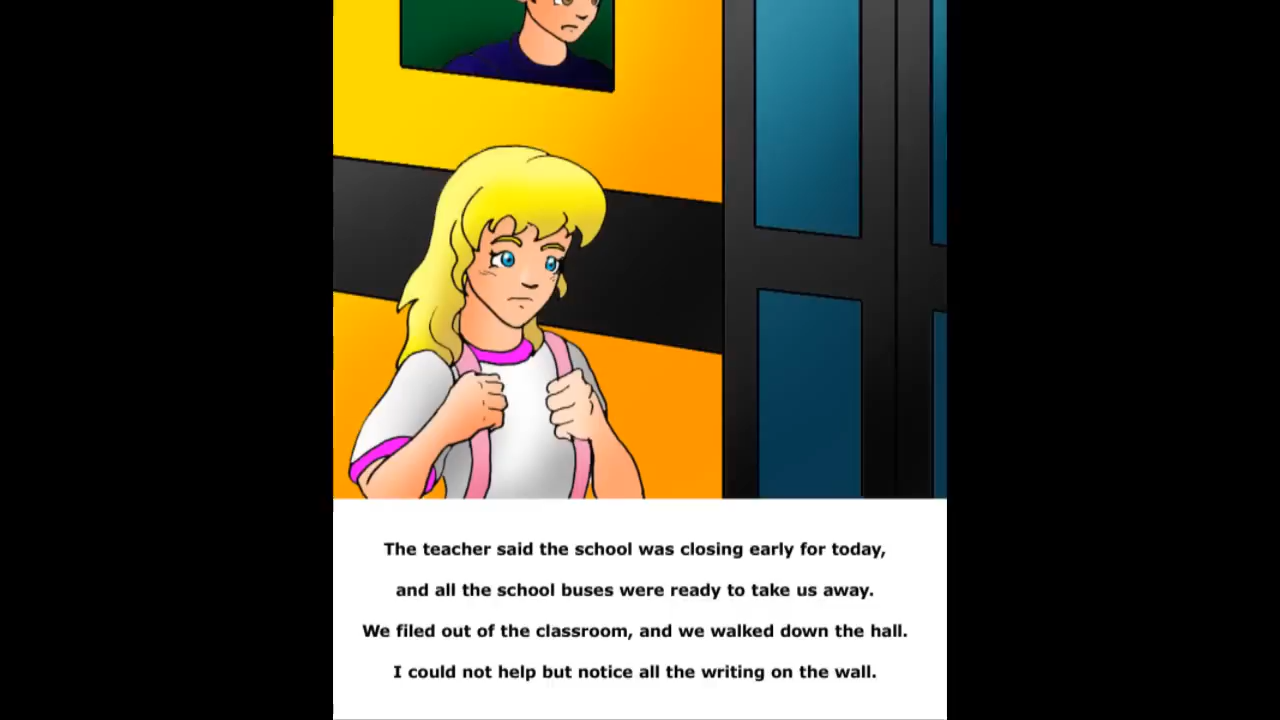 The teacher said the school was closing early for today,
and all the school buses were ready to take us away.
We filed out of the classroom, and we walked down the hall.
I could not help but notice all the writing on the wall.